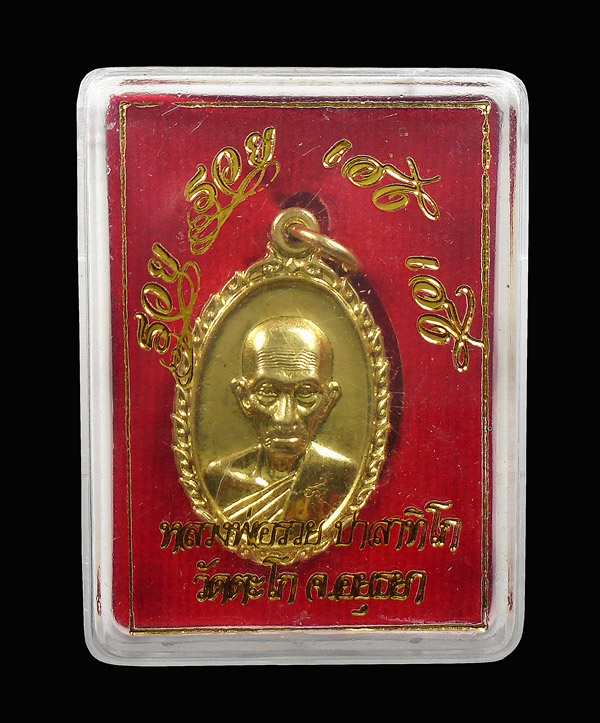 รวย รวย เฮง เฮง
หลวงพ่อรวย ปาสาทิโก
วัดตะโก จ.อยุธยา